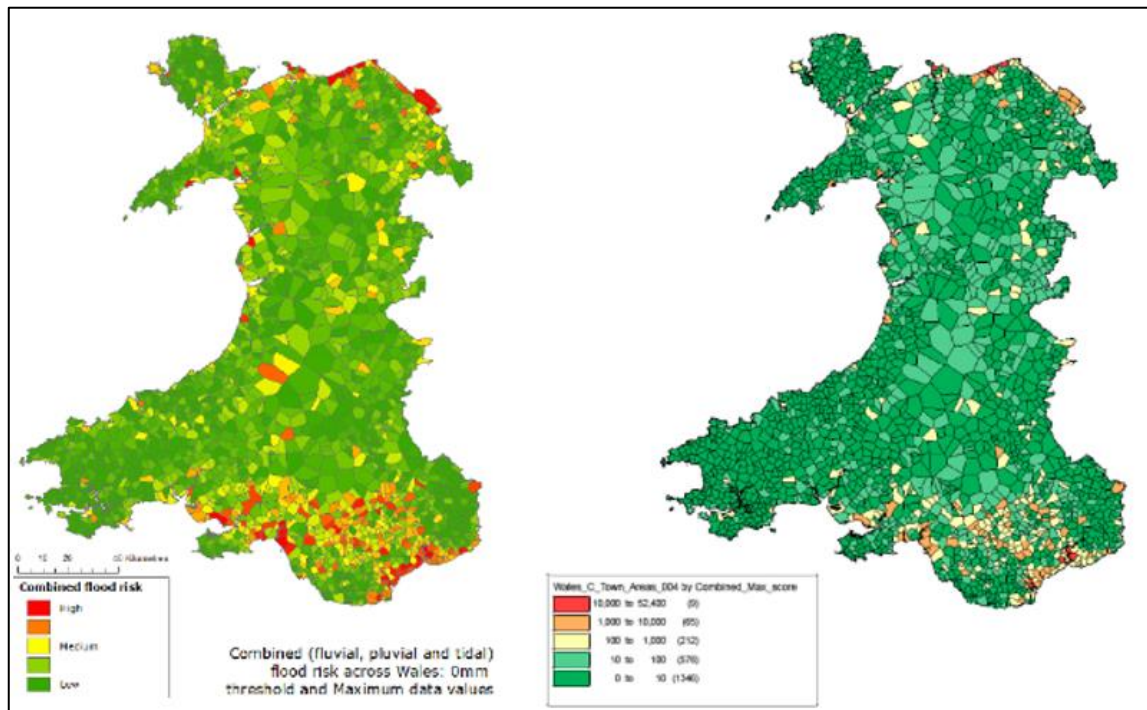 0 10 20 40 Kilometres
Combined flood risk
High
Medium
Low
Combined (fluvial, pluvial and tidal)
flood risk across Wales: 0mm
threshold and Maximum data values
Wales_C_Town_Areas_004 by Combined_Max_score
10,000 to 52,400 (9)
1,000 to 10,000 (65)
100 to 1,000 (212)
10 to 100 (576)
0 to 10 (1346)